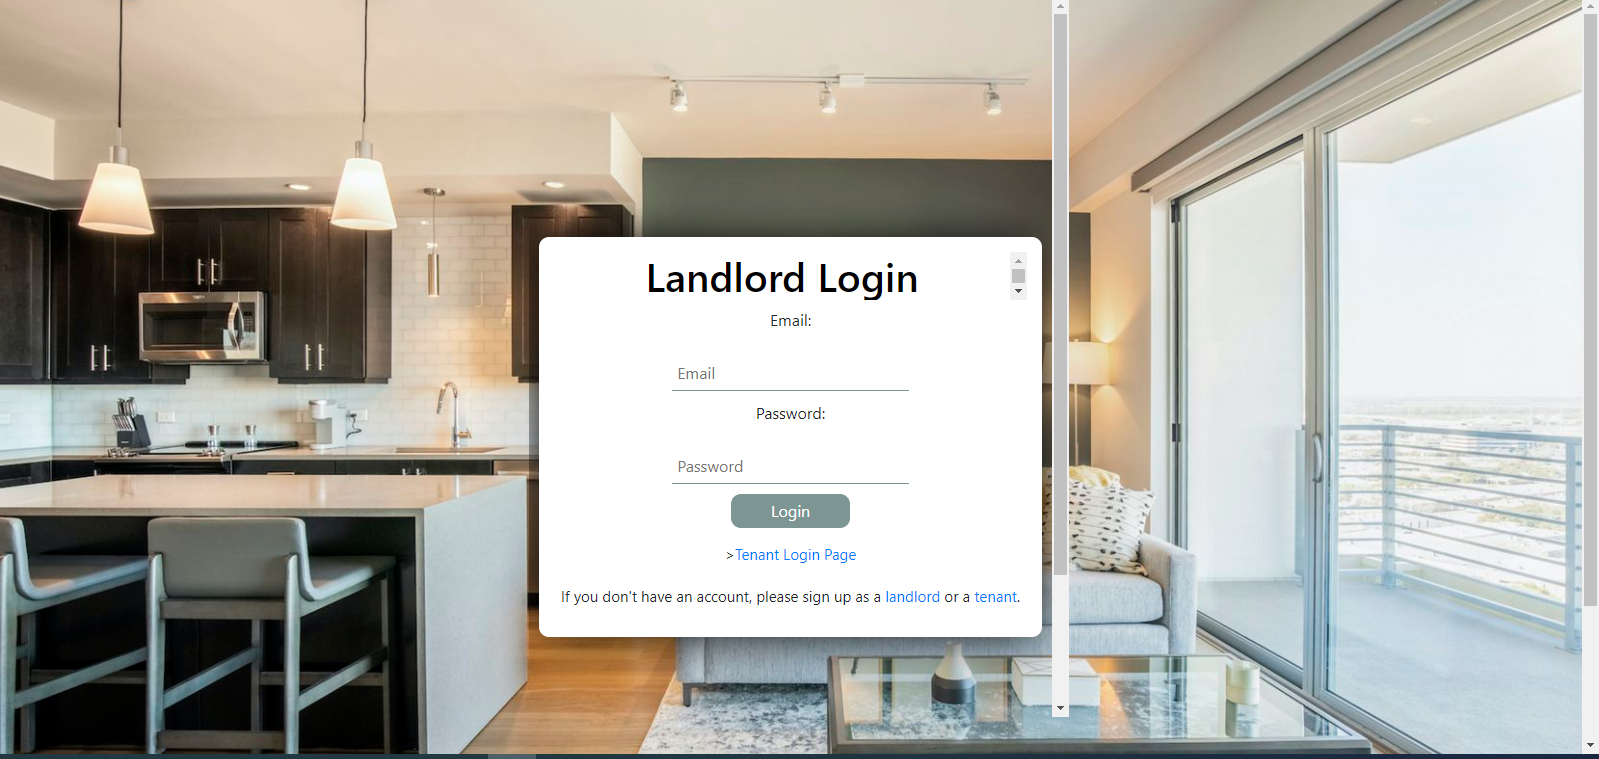 Landlord Login
Email:
Email
Password:
Password
Login
>Tenant Login Page
If you don't have an account, please sign up as a landlord or a tenant.